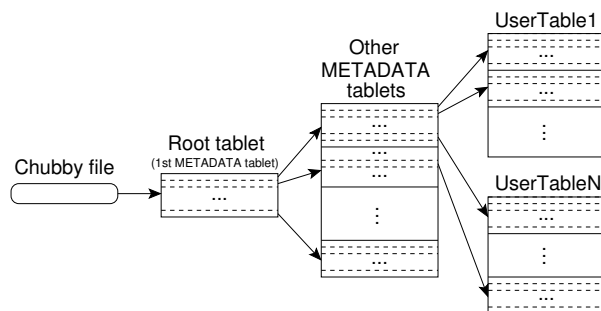 UserTable1
...
...
⋮
Other
METADATA
tablets
...
...
⋮
...
Root tablet
(1st METADATA tablet)
...
Chubby file
UserTableN
...
⋮
...